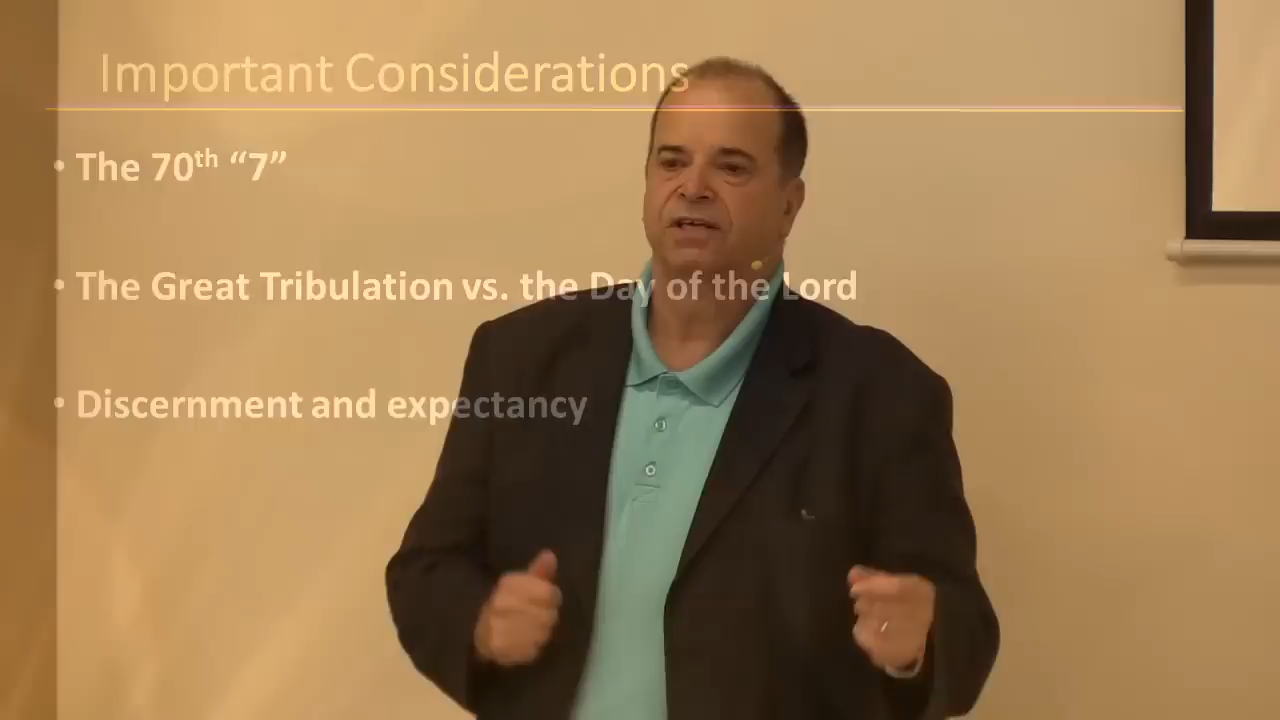 Important Considerations
• The 70th “7”
• The Great Tribulation vs. the Day of the Lord
• Discernment and expectancy